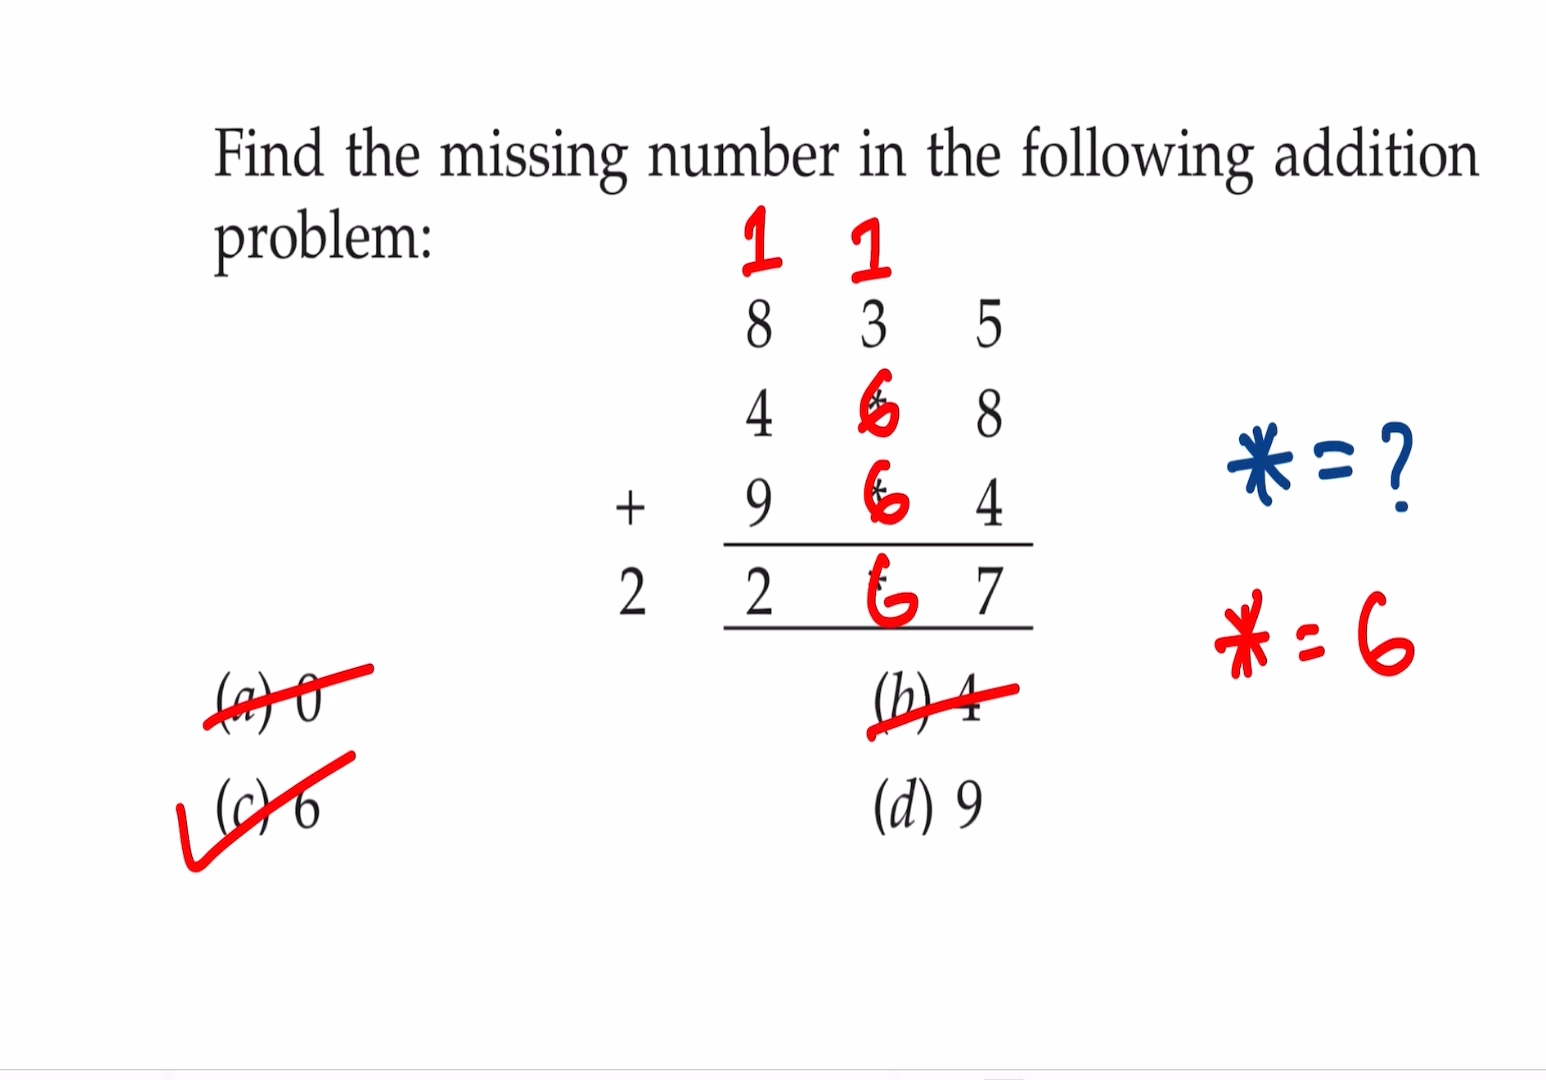 Find the missing number in the following addition
problem:
1 1
8 3 5
4 6 8
+ 9 6 4
2 2 6 7
* = ?
* = 6
(a) 0 (b) 4
(c) 6 (d) 9